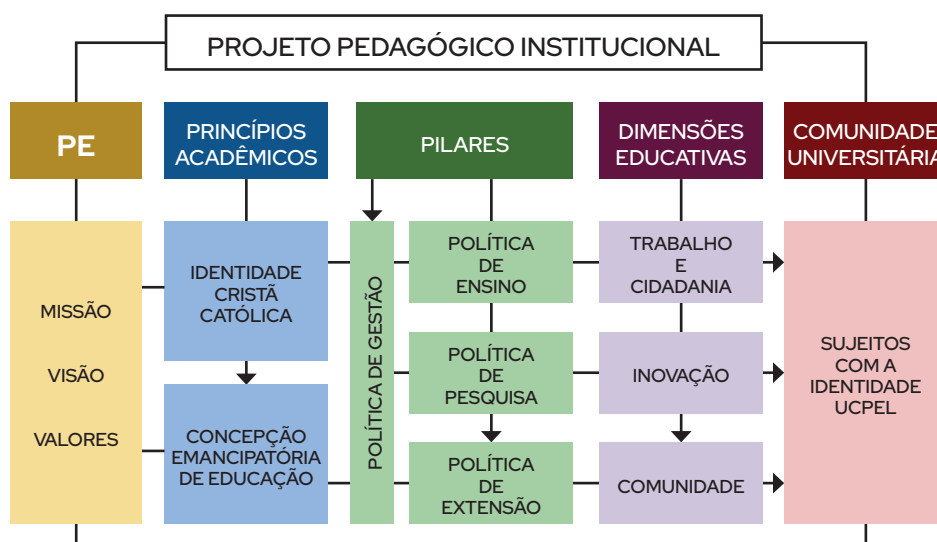 PROJETO PEDAGÓGICO INSTITUCIONAL
PE
PRINCÍPIOS
ACADÊMICOS
PILARES
DIMENSÕES
EDUCATIVAS
COMUNIDADE
UNIVERSITÁRIA
MISSÃO
VISÃO
VALORES
IDENTIDADE
CRISTÃ
CATÓLICA
CONCEPÇÃO
EMANCIPATÓRIA
DE EDUCAÇÃO
POLÍTICA DE GESTÃO
POLÍTICA
DE
ENSINO
POLÍTICA
DE
PESQUISA
POLÍTICA
DE
EXTENSÃO
TRABALHO
E
CIDADANIA
INOVAÇÃO
COMUNIDADE
SUJEITOS
COM A
IDENTIDADE
UCPEL